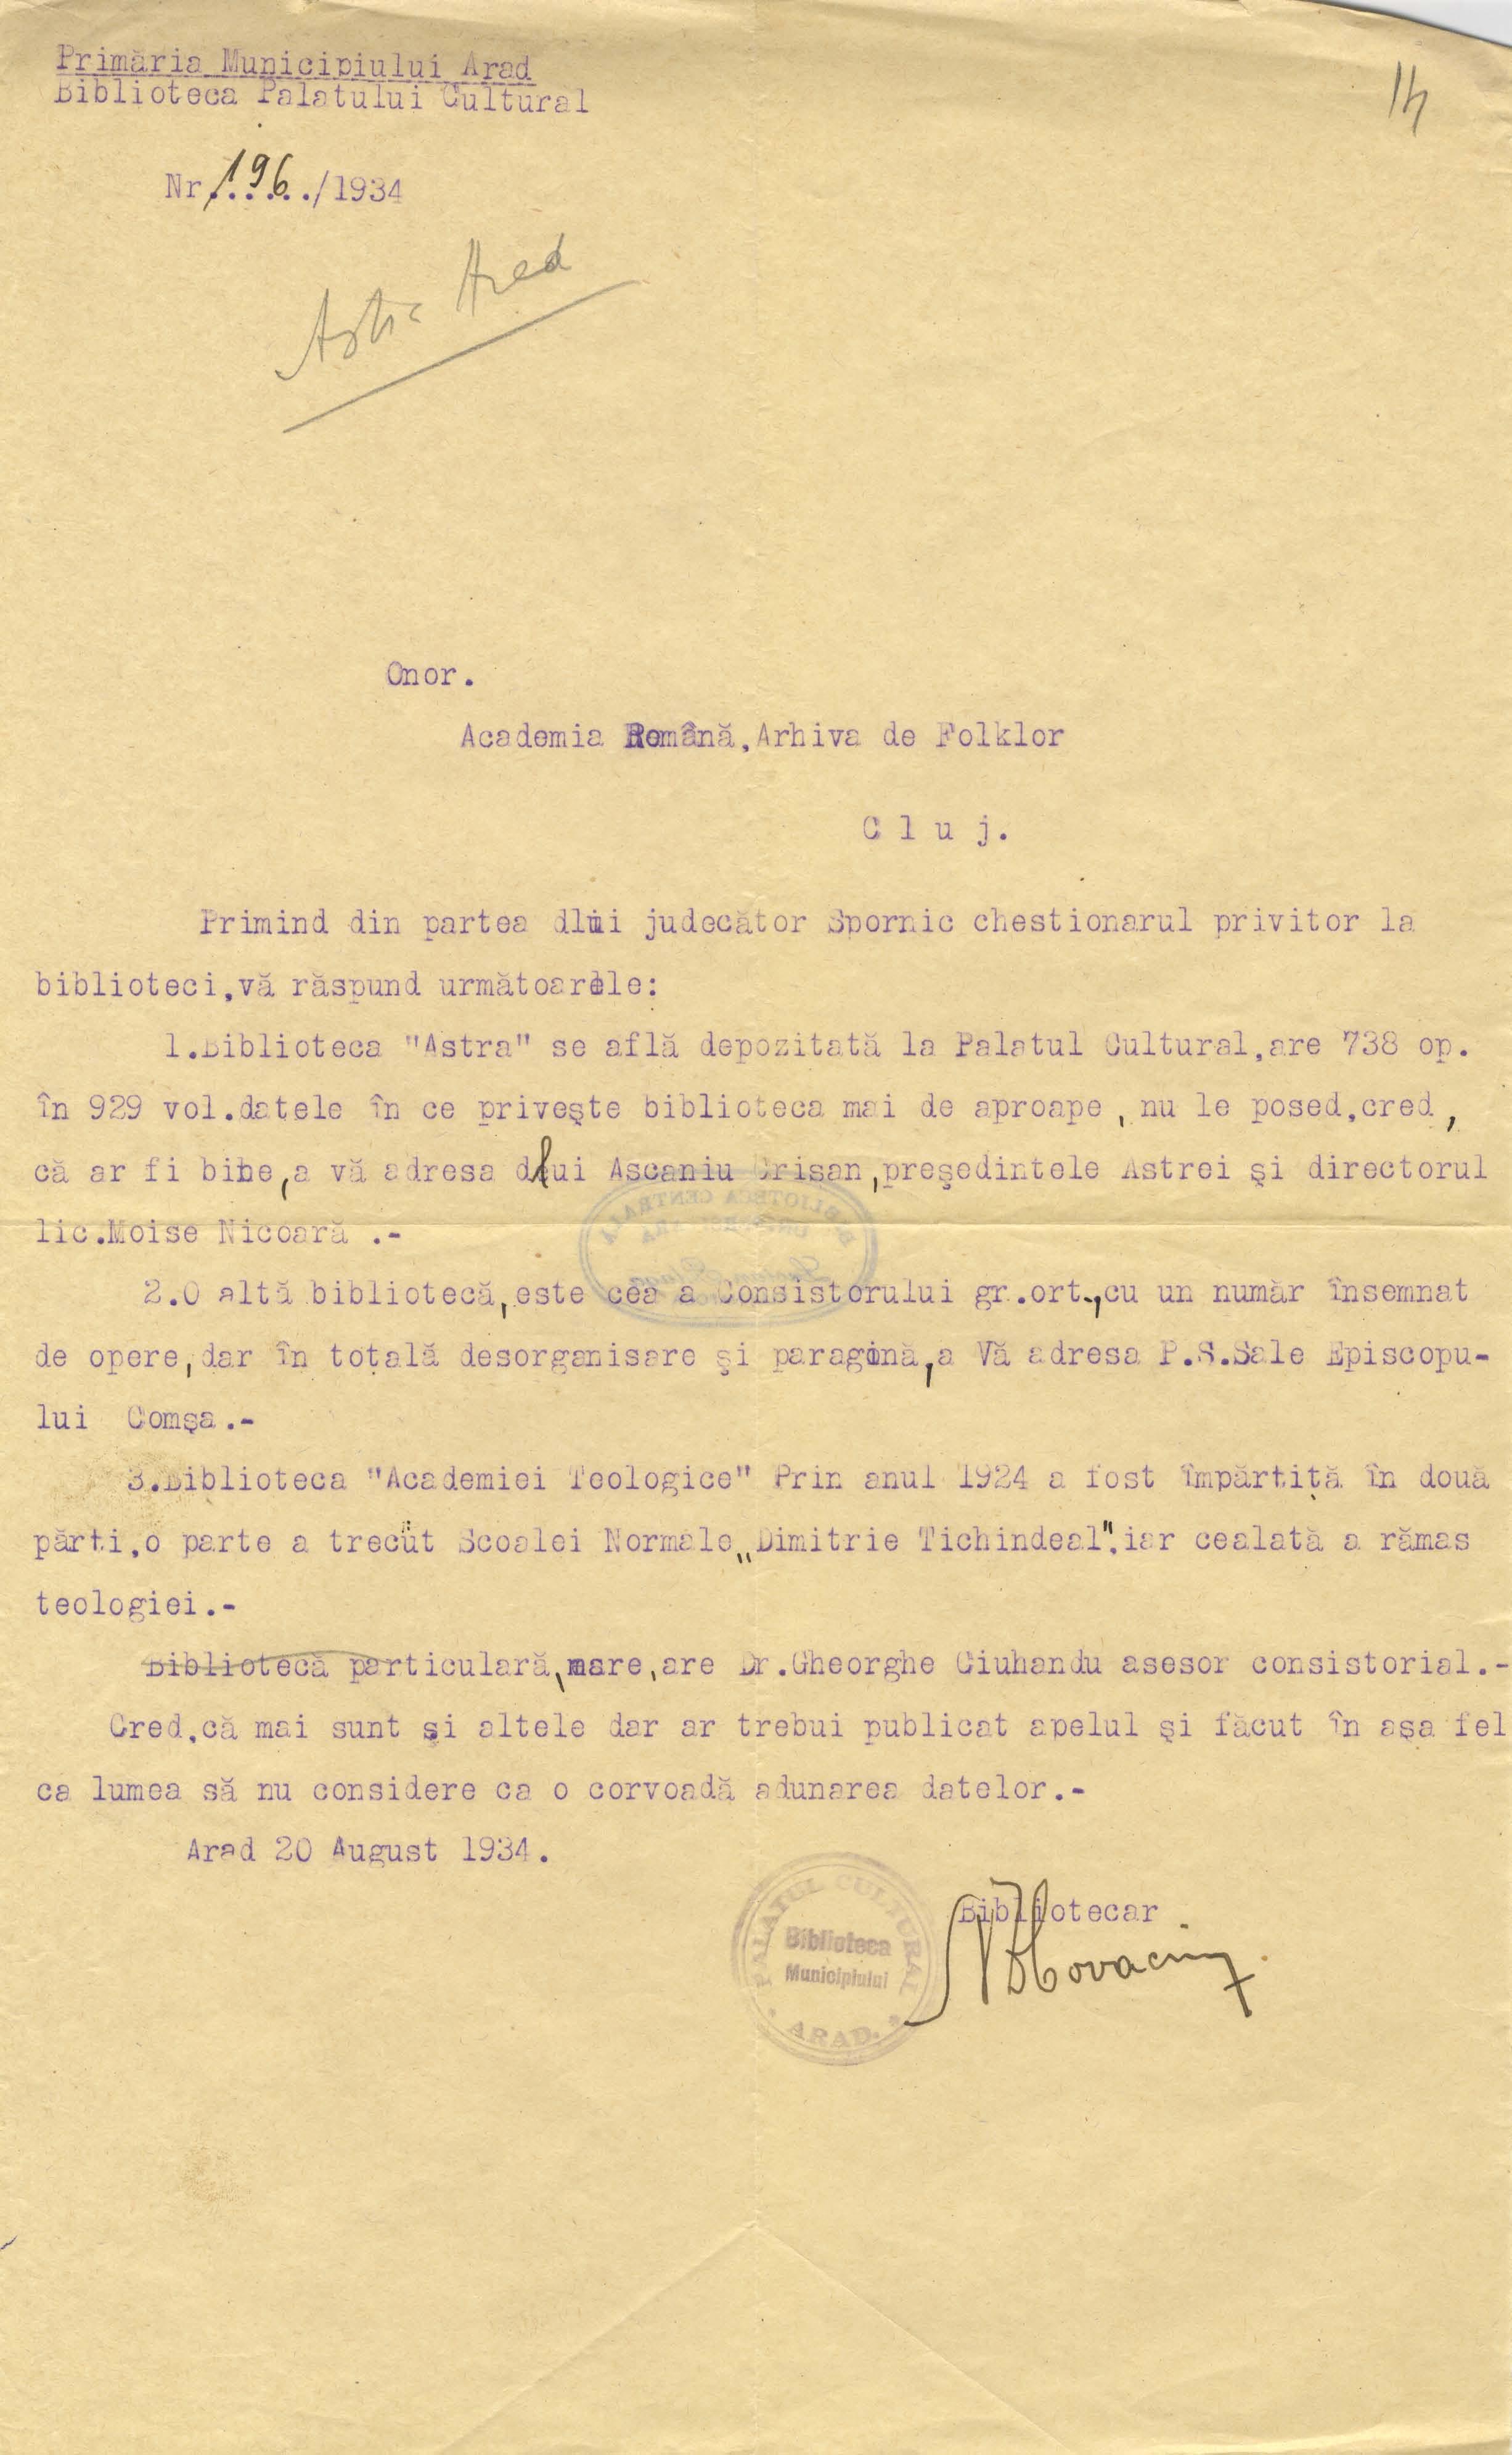 Primăria Municipiului Arad
Biblioteca Palatului Cultural
14
Nr.196./1934
Astra Arad
Onor.
Academia Română,Arhiva de Folklor
C l u j.
Primind din partea dlui judecător Spornic chestionarul privitor la
biblioteci,vă răspund următoarele:
1.Biblioteca "Astra" se află depozitată la Palatul Cultural,are 738 op.
în 929 vol.datele în ce priveşte biblioteca mai de aproape, nu le posed,cred,
că ar fi bine,a vă adresa dlui Ascaniu Crisan,preşedintele Astrei şi directorul
lic.Moise Nicoară .-
2.O altă bibliotecă,este cea a Consistorului gr.ort.,cu un număr însemnat
de opere,dar în totală desorganisare şi paragină,a Vă adresa P.S.Sale Episcopu-
lui Comşa.-
3.Biblioteca "Academiei Teologice" Prin anul 1924 a fost împărtiţă în două
părti,o parte a trecut Scoalei Normale„Dimitrie Tichindeal".iar cealată a rămas
teologiei.-
Bibliotecă particulară,mare,are Dr.Gheorghe Ciuhandu asesor consistorial.-
Cred,că mai sunt şi altele dar ar trebui publicat apelul şi făcut în aşa fel
ca lumea să nu considere ca o corvoadă adunarea datelor.-
Arad 20 August 1934.
Bibliotecar
PALATUL CULTURAL
Biblioteca
Municipiului
ARAD.